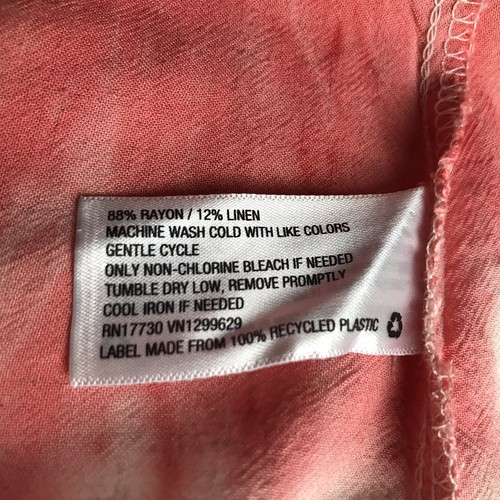 88% RAYON / 12% LINEN
MACHINE WASH COLD WITH LIKE COLORS
GENTLE CYCLE
ONLY NON-CHLORINE BLEACH IF NEEDED
TUMBLE DRY LOW, REMOVE PROMPTLY
COOL IRON IF NEEDED
RN17730 VN1299629
LABEL MADE FROM 100% RECYCLED PLASTIC